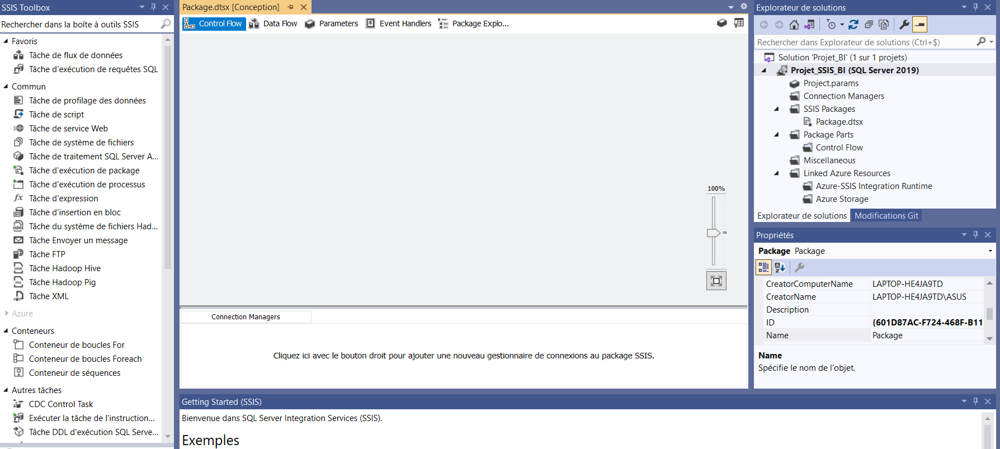 SSIS Toolbox
Rechercher dans la boîte à outils SSIS
Favoris
Tâche de flux de données
Tâche d'exécution de requêtes SQL
Commun
Tâche de profilage des données
Tâche de script
Tâche de service Web
Tâche de système de fichiers
Tâche de traitement SQL Server A...
Tâche d'exécution de package
Tâche d'exécution de processus
Tâche d'expression
Tâche d'insertion en bloc
Tâche du système de fichiers Had...
Tâche Envoyer un message
Tâche FTP
Tâche Hadoop Hive
Tâche Hadoop Pig
Tâche XML
Azure
Conteneurs
Conteneur de boucles For
Conteneur de boucles Foreach
Conteneur de séquences
Autres tâches
CDC Control Task
Exécuter la tâche de l'instruction...
Tâche DDL d'exécution SQL Serve...
Package.dtsx [Conception]
Control Flow Data Flow Parameters Event Handlers Package Explo...
100%
Connection Managers
Cliquez ici avec le bouton droit pour ajouter une nouveau gestionnaire de connexions au package SSIS.
Getting Started (SSIS)
Bienvenue dans SQL Server Integration Services (SSIS).
Exemples
Explorateur de solutions
Rechercher dans Explorateur de solutions (Ctrl+$)
Solution 'Projet_BI' (1 sur 1 projets)
Projet_SSIS_BI (SQL Server 2019)
Project.params
Connection Managers
SSIS Packages
Package.dtsx
Package Parts
Control Flow
Miscellaneous
Linked Azure Resources
Azure-SSIS Integration Runtime
Azure Storage
Explorateur de solutions Modifications Git
Propriétés
Package Package
CreatorComputerName LAPTOP-HE4JA9TD
CreatorName LAPTOP-HE4JA9TD\ASUS
Description
ID {601D87AC-F724-468F-B11
Name Package
Name
Spécifie le nom de l'objet.